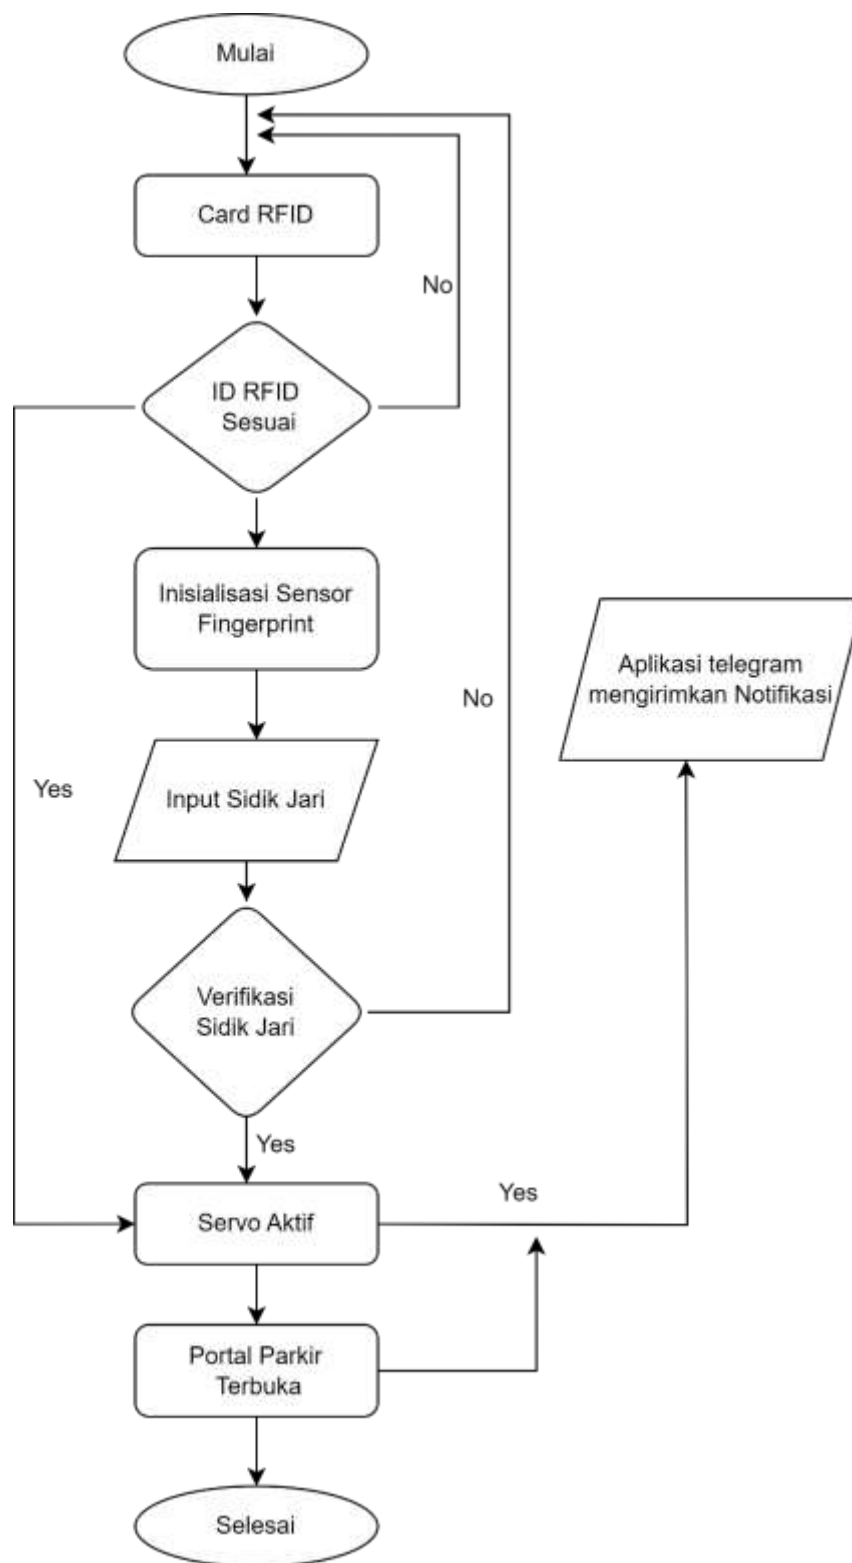 Mulai
Card RFID
No
ID RFID
Sesuai
Inisialisasi Sensor
Fingerprint
Aplikasi telegram
mengirimkan Notifikasi
No
Yes
Input Sidik Jari
Verifikasi
Sidik Jari
Yes
Yes
Servo Aktif
Portal Parkir
Terbuka
Selesai